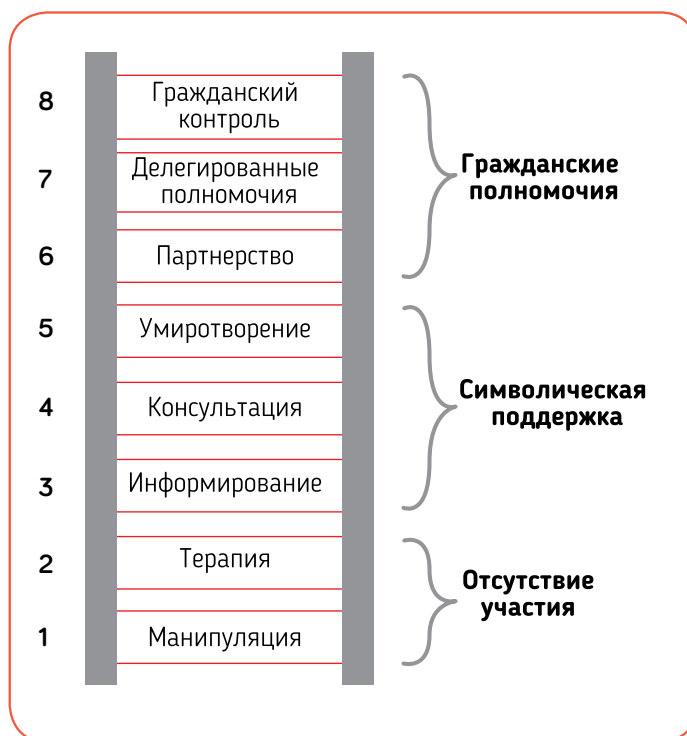 8
Гражданский
контроль
7
Делегированные
полномочия
6
Партнерство
Гражданские
полномочия
5
Умиротворение
4
Консультация
3
Информирование
Символическая
поддержка
2
Терапия
1
Манипуляция
Отсутствие
участия